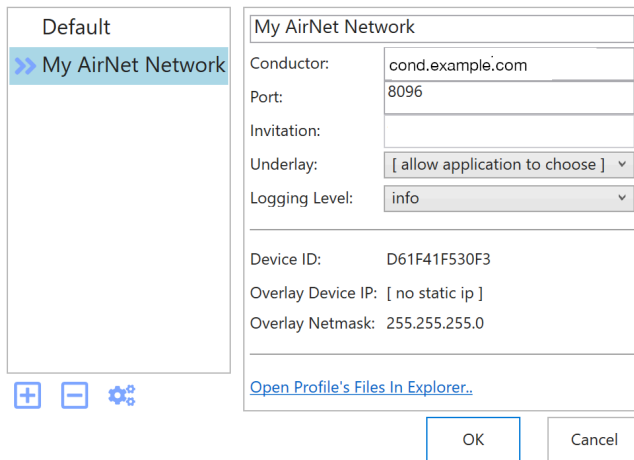 Default
My AirNet Network
My AirNet Network
Conductor: cond.example.com
Port: 8096
Invitation:
Underlay: [ allow application to choose ]
Logging Level: info
Device ID: D61F41F530F3
Overlay Device IP: [ no static ip ]
Overlay Netmask: 255.255.255.0
Open Profile's Files In Explorer..
OK Cancel